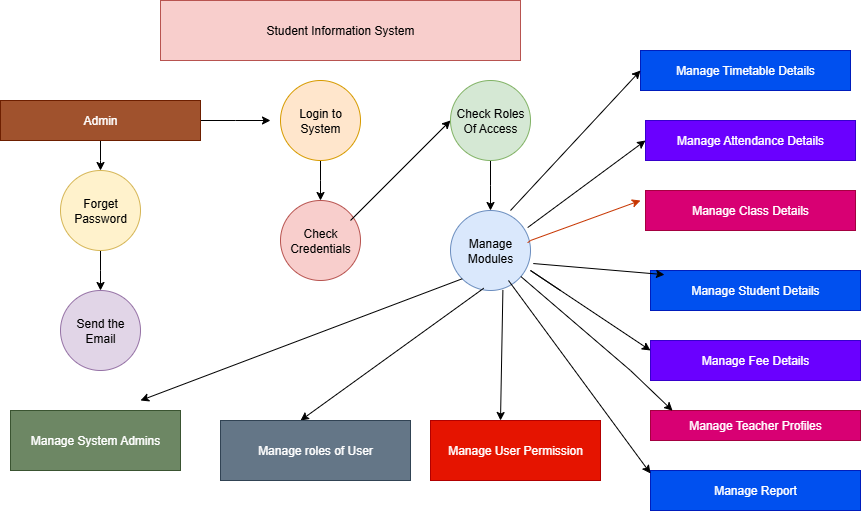 Student Information System
Manage Timetable Details
Admin
Login to
System
Check Roles
Of Access
Manage Attendance Details
Forget
Password
Manage Class Details
Check
Credentials
Manage
Modules
Manage Student Details
Send the
Email
Manage Fee Details
Manage Teacher Profiles
Manage System Admins
Manage roles of User
Manage User Permission
Manage Report